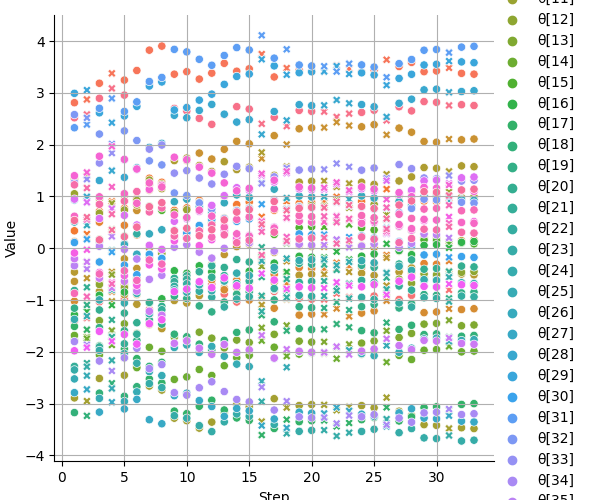 θ[11]
θ[12]
θ[13]
θ[14]
θ[15]
θ[16]
θ[17]
θ[18]
θ[19]
θ[20]
θ[21]
θ[22]
θ[23]
θ[24]
θ[25]
θ[26]
θ[27]
θ[28]
θ[29]
θ[30]
θ[31]
θ[32]
θ[33]
θ[34]
θ[35]
4
3
2
1
0
−1
−2
−3
−4
Value
0 5 10 15 20 25 30
Step